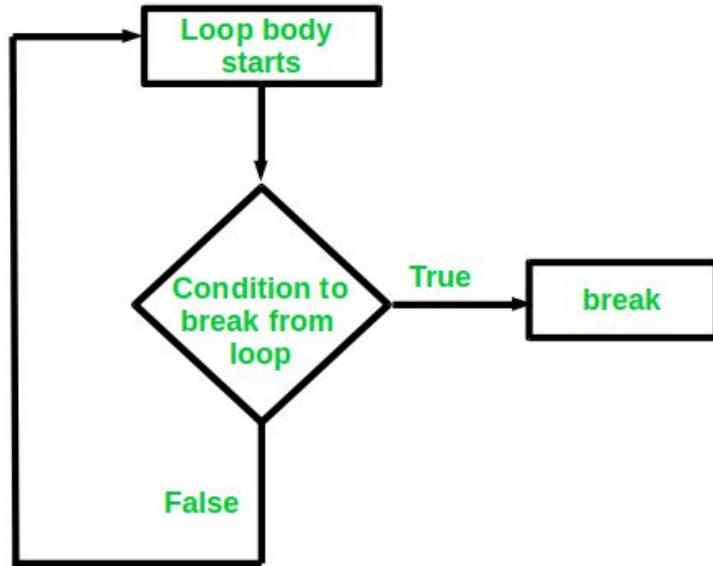 Loop body
starts
Condition to
break from
loop
True
break
False